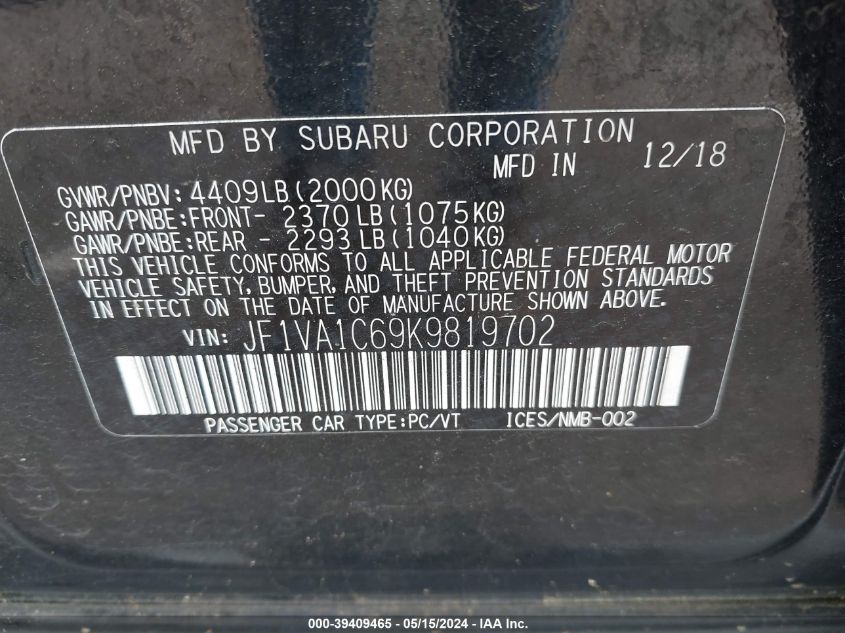 MFD BY SUBARU CORPORATION
MFD IN 12/18
GVWR/PNBV: 4409LB(2000KG)
GAWR/PNBE:FRONT- 2370LB(1075KG)
GAWR/PNBE:REAR - 2293LB(1040KG)
THIS VEHICLE CONFORMS TO ALL APPLICABLE FEDERAL MOTOR
VEHICLE SAFETY, BUMPER, AND THEFT PREVENTION STANDARDS
IN EFFECT ON THE DATE OF MANUFACTURE SHOWN ABOVE.
VIN: JF1VA1C69K9819702
PASSENGER CAR TYPE:PC/VT ICES/NMB-002
000-39409465 - 05/15/2024 - IAA Inc.